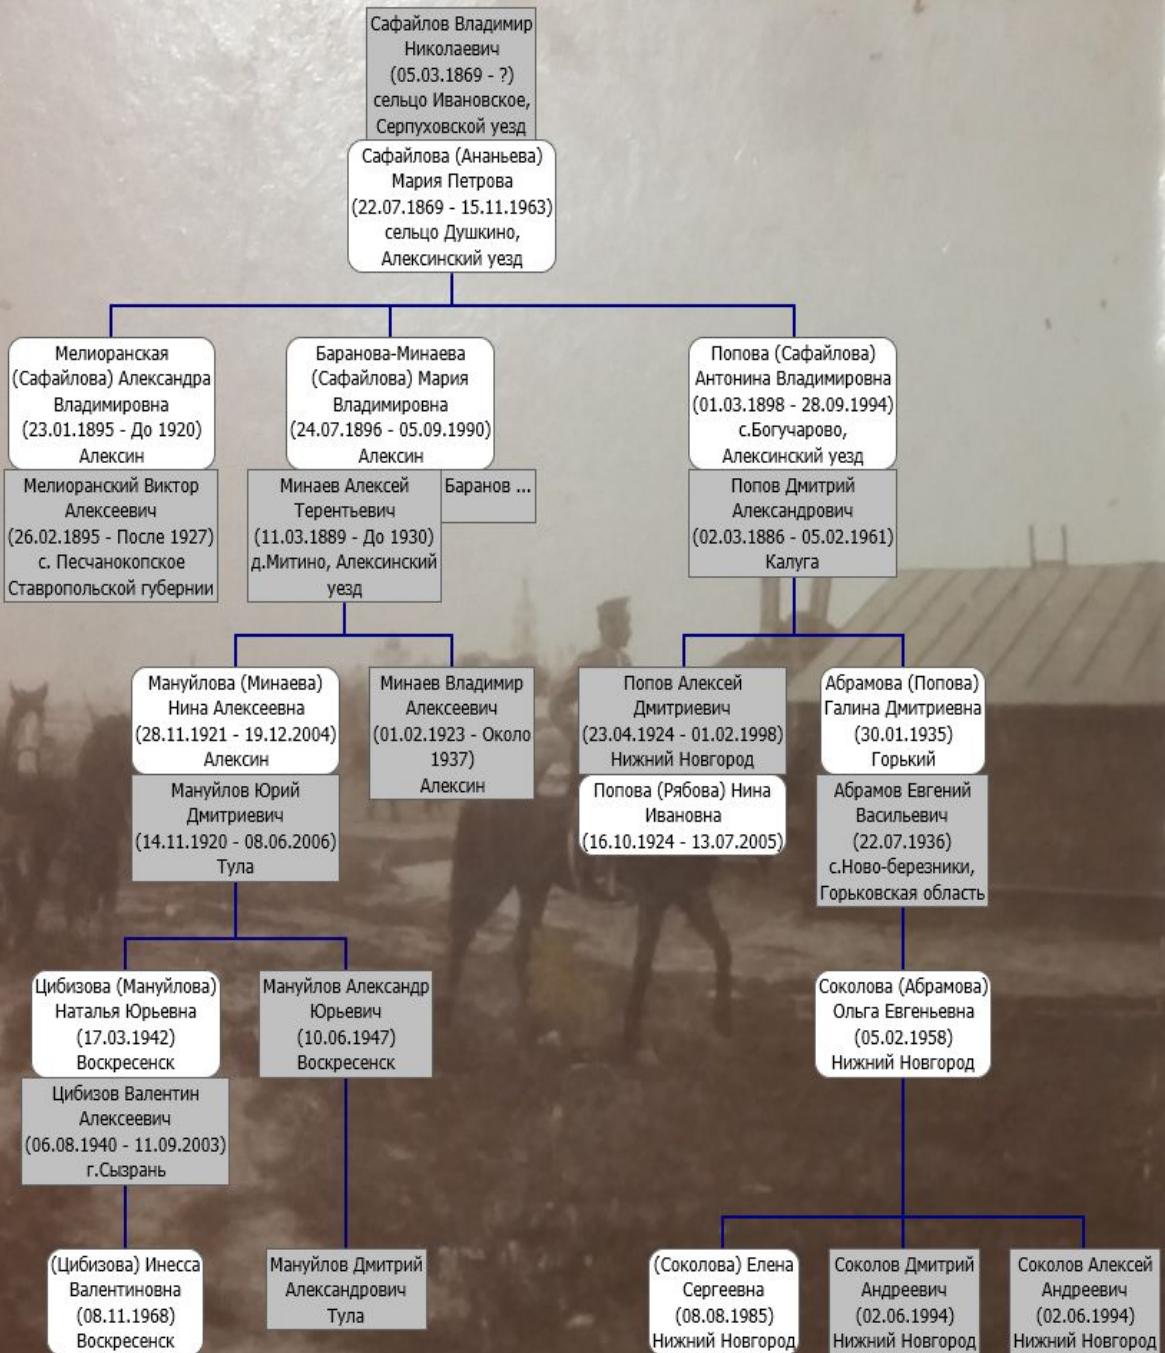 Сафайлов Владимир
Николаевич
(05.03.1869 - ?)
сельцо Ивановское,
Серпуховской уезд
Сафайлова (Ананьева)
Мария Петрова
(22.07.1869 - 15.11.1963)
сельцо Душкино,
Алексинский уезд
Мелиоранская
(Сафайлова) Александра
Владимировна
(23.01.1895 - До 1920)
Алексин
Мелиоранский Виктор
Алексеевич
(26.02.1895 - После 1927)
с. Песчанокопское
Ставропольской губернии
Баранова-Минаева
(Сафайлова) Мария
Владимировна
(24.07.1896 - 05.09.1990)
Алексин
Минаев Алексей
Терентьевич
(11.03.1889 - До 1930)
д.Митино, Алексинский
уезд
Баранов ...
Попова (Сафайлова)
Антонина Владимировна
(01.03.1898 - 28.09.1994)
с.Богучарово,
Алексинский уезд
Попов Дмитрий
Александрович
(02.03.1886 - 05.02.1961)
Калуга
Мануйлова (Минаева)
Нина Алексеевна
(28.11.1921 - 19.12.2004)
Алексин
Мануйлов Юрий
Дмитриевич
(14.11.1920 - 08.06.2006)
Тула
Минаев Владимир
Алексеевич
(01.02.1923 - Около
1937)
Алексин
Попов Алексей
Дмитриевич
(23.04.1924 - 01.02.1998)
Нижний Новгород
Попова (Рябова) Нина
Ивановна
(16.10.1924 - 13.07.2005)
Абрамова (Попова)
Галина Дмитриевна
(30.01.1935)
Горький
Абрамов Евгений
Васильевич
(22.07.1936)
с.Ново-березники,
Горьковская область
Цибизова (Мануйлова)
Наталья Юрьевна
(17.03.1942)
Воскресенск
Цибизов Валентин
Алексеевич
(06.08.1940 - 11.09.2003)
г.Сызрань
Мануйлов Александр
Юрьевич
(10.06.1947)
Воскресенск
Соколова (Абрамова)
Ольга Евгеньевна
(05.02.1958)
Нижний Новгород
(Цибизова) Инесса
Валентиновна
(08.11.1968)
Воскресенск
Мануйлов Дмитрий
Александрович
Тула
(Соколова) Елена
Сергеевна
(08.08.1985)
Нижний Новгород
Соколов Дмитрий
Андреевич
(02.06.1994)
Нижний Новгород
Соколов Алексей
Андреевич
(02.06.1994)
Нижний Новгород